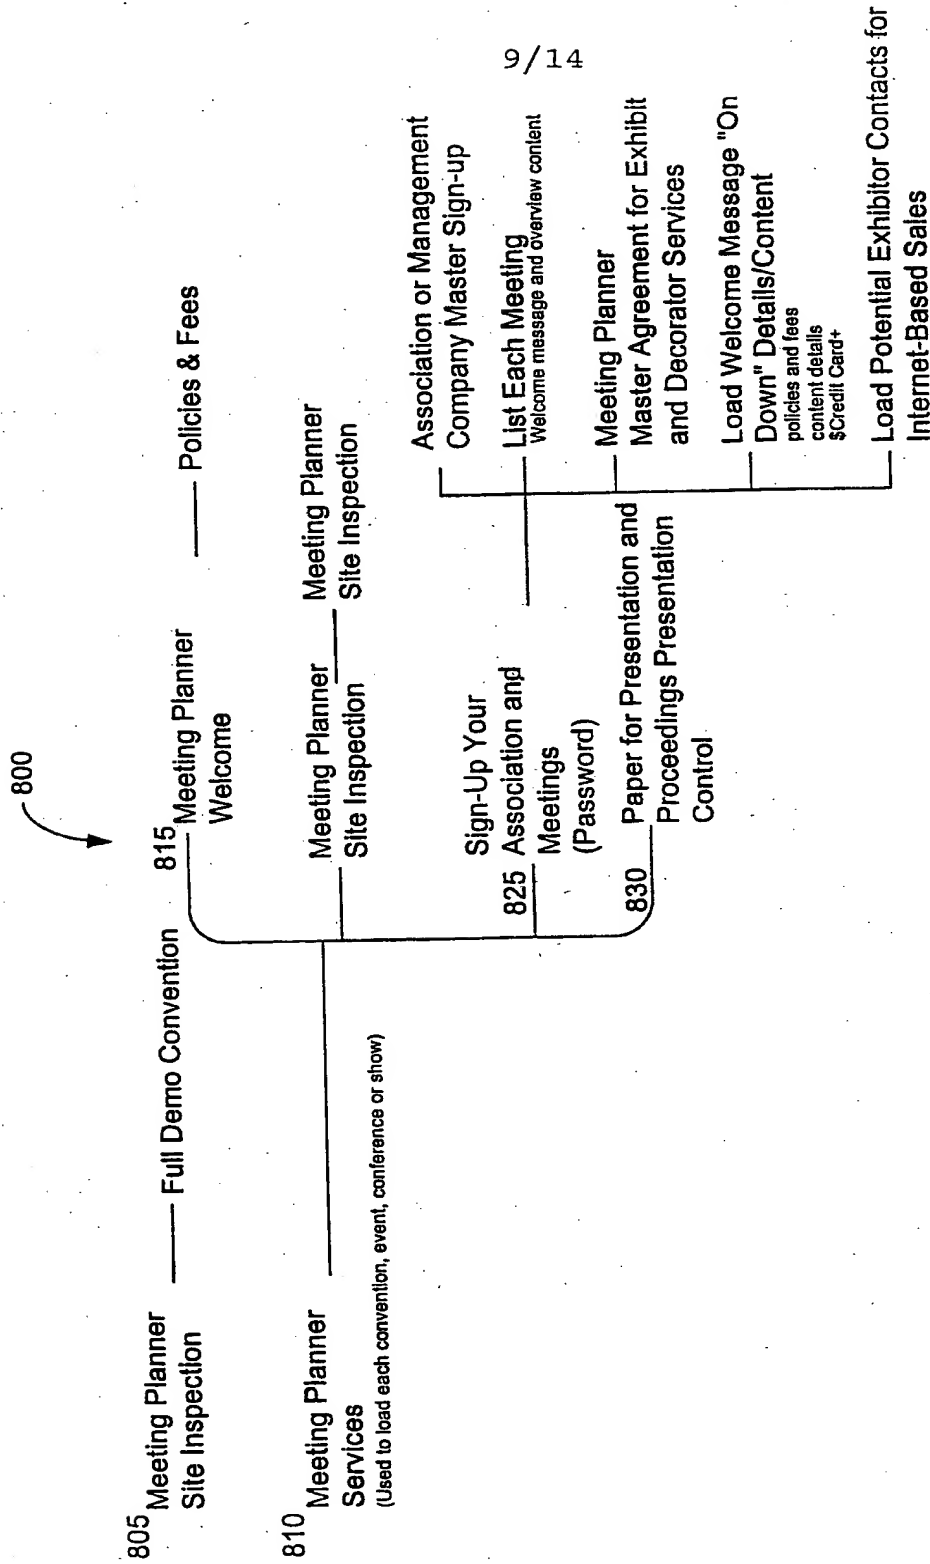 9/14
800
805 Meeting Planner
Site Inspection
Full Demo Convention
815 Meeting Planner
Welcome
Policies & Fees
810 Meeting Planner
Services
(Used to load each convention, event, conference or show)
Meeting Planner
Site Inspection
Meeting Planner
Site Inspection
Sign-Up Your
825 Association and
Meetings
(Password)
830 Paper for Presentation and
Proceedings Presentation
Control
Association or Management
Company Master Sign-up
List Each Meeting
Welcome message and overview content
Meeting Planner
Master Agreement for Exhibit
and Decorator Services
Load Welcome Message "On
Down" Details/Content
policies and fees
content details
$Credit Card+
Load Potential Exhibitor Contacts for
Internet-Based Sales